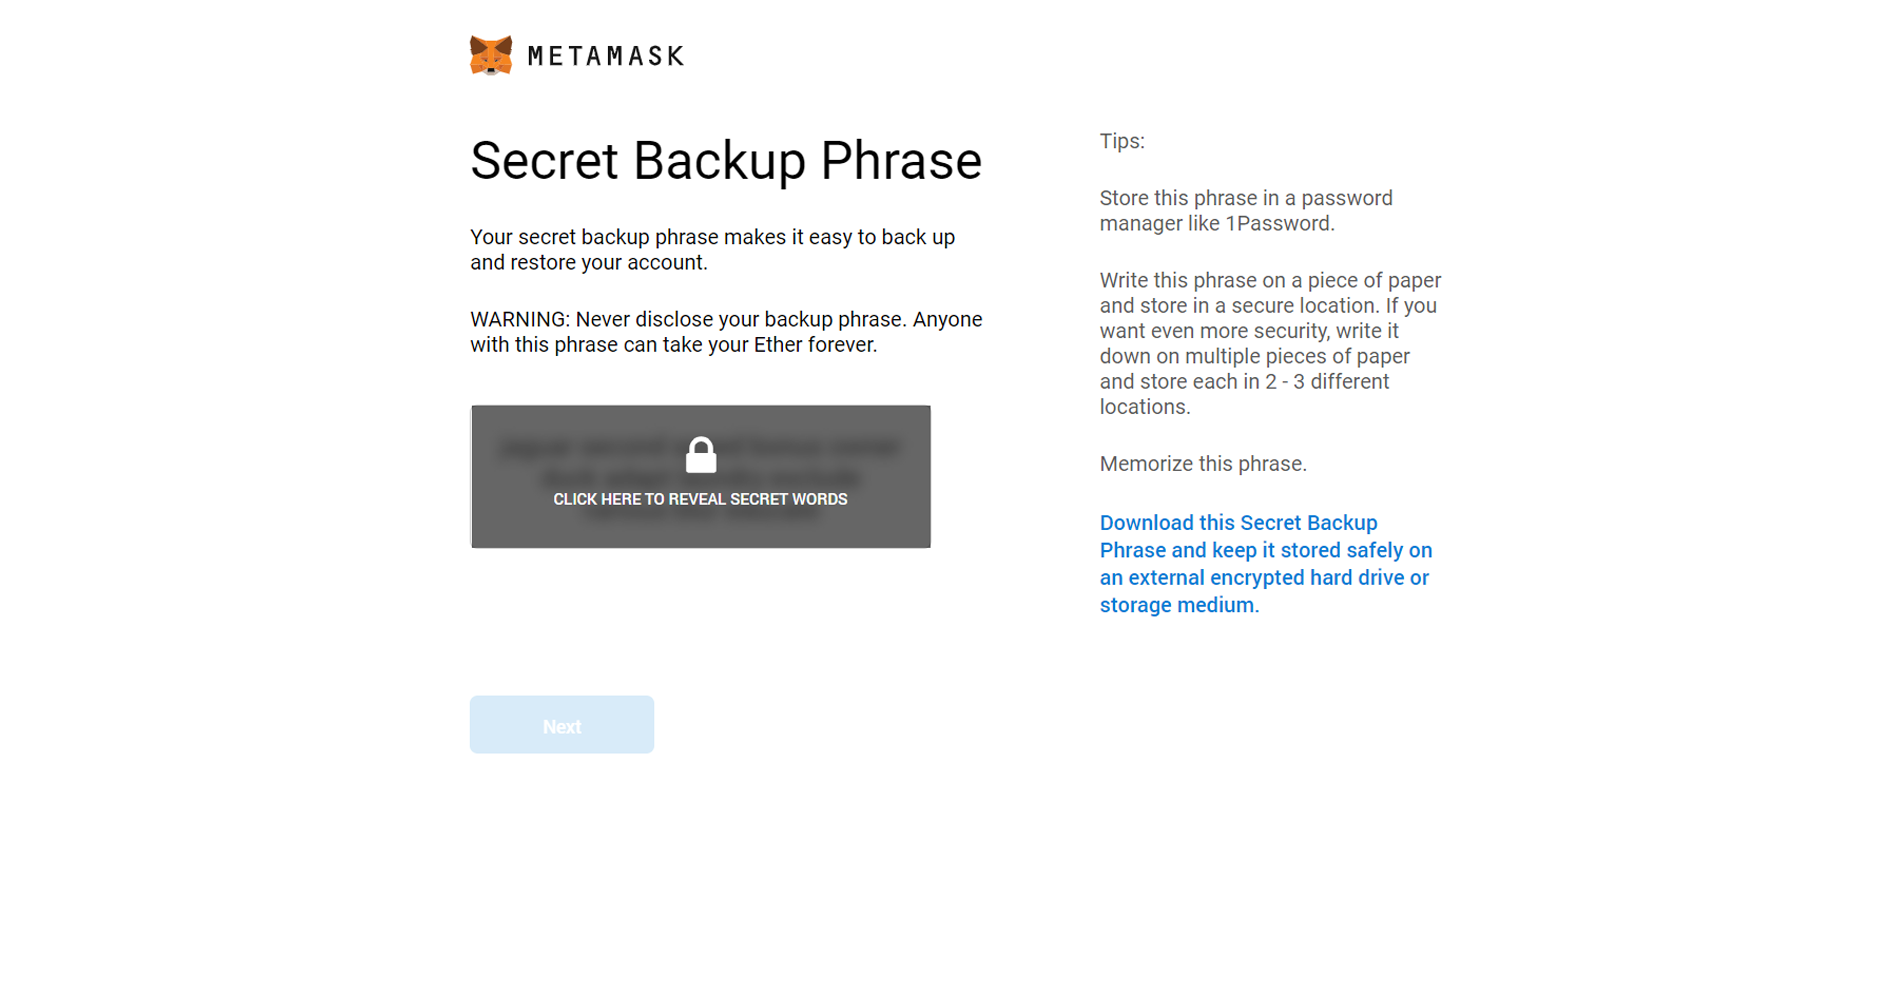 METAMASK
Secret Backup Phrase
Your secret backup phrase makes it easy to back up
and restore your account.
WARNING: Never disclose your backup phrase. Anyone
with this phrase can take your Ether forever.
CLICK HERE TO REVEAL SECRET WORDS
Next
Tips:
Store this phrase in a password
manager like 1Password.
Write this phrase on a piece of paper
and store in a secure location. If you
want even more security, write it
down on multiple pieces of paper
and store each in 2 - 3 different
locations.
Memorize this phrase.
Download this Secret Backup
Phrase and keep it stored safely on
an external encrypted hard drive or
storage medium.